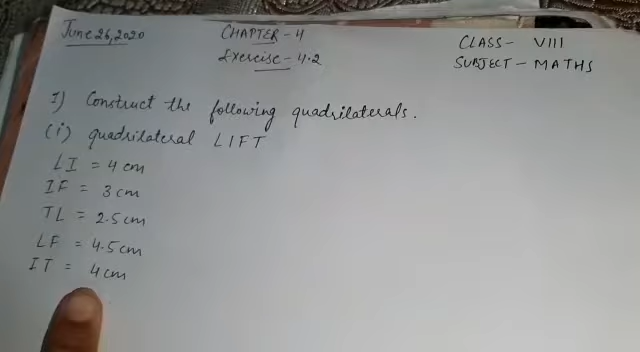 June 26, 2020
CHAPTER - 4
Exercise - 4.2
CLASS - VIII
SUBJECT - MATHS
1) Construct the following quadrilaterals.
(i) quadrilateral LIFT
LI = 4 cm
IF = 3 cm
TL = 2.5 cm
LF = 4.5 cm
IT = 4 cm